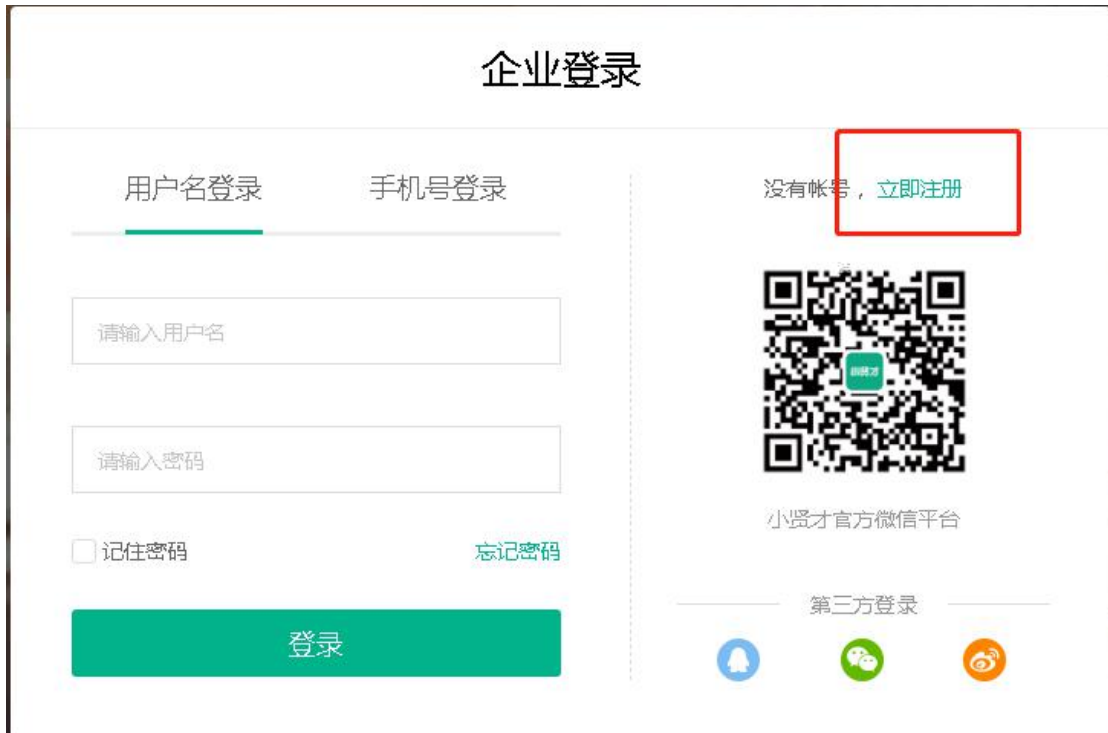 企业登录
用户名登录
手机号登录
请输入用户名
请输入密码
记住密码
忘记密码
登录
没有帐号，立即注册
小贤才
小贤才官方微信平台
第三方登录